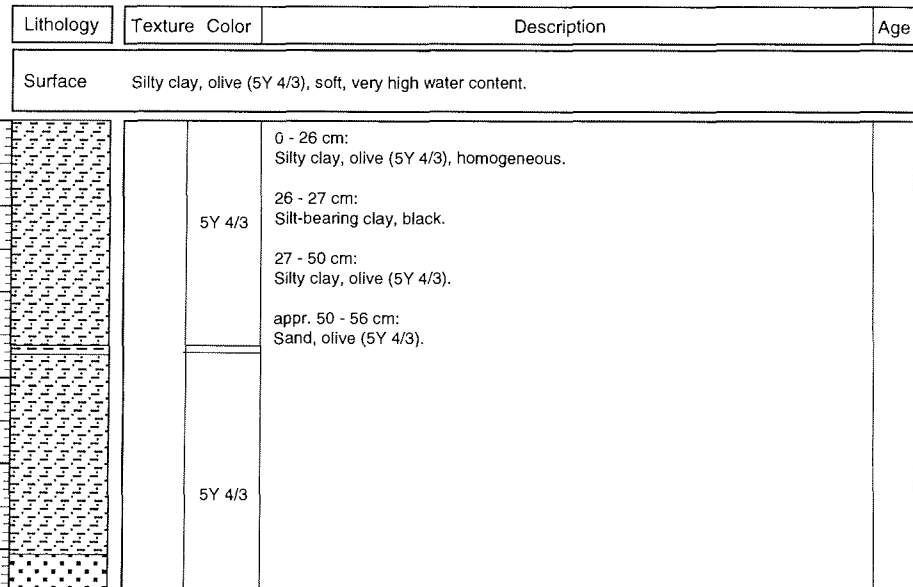 Lithology Texture Color Description Age
Surface Silty clay, olive (5Y 4/3), soft, very high water content.
0 - 26 cm:
Silty clay, olive (5Y 4/3), homogeneous.
26 - 27 cm:
5Y 4/3 Silt-bearing clay, black.
27 - 50 cm:
Silty clay, olive (5Y 4/3).
appr. 50 - 56 cm:
Sand, olive (5Y 4/3).
5Y 4/3